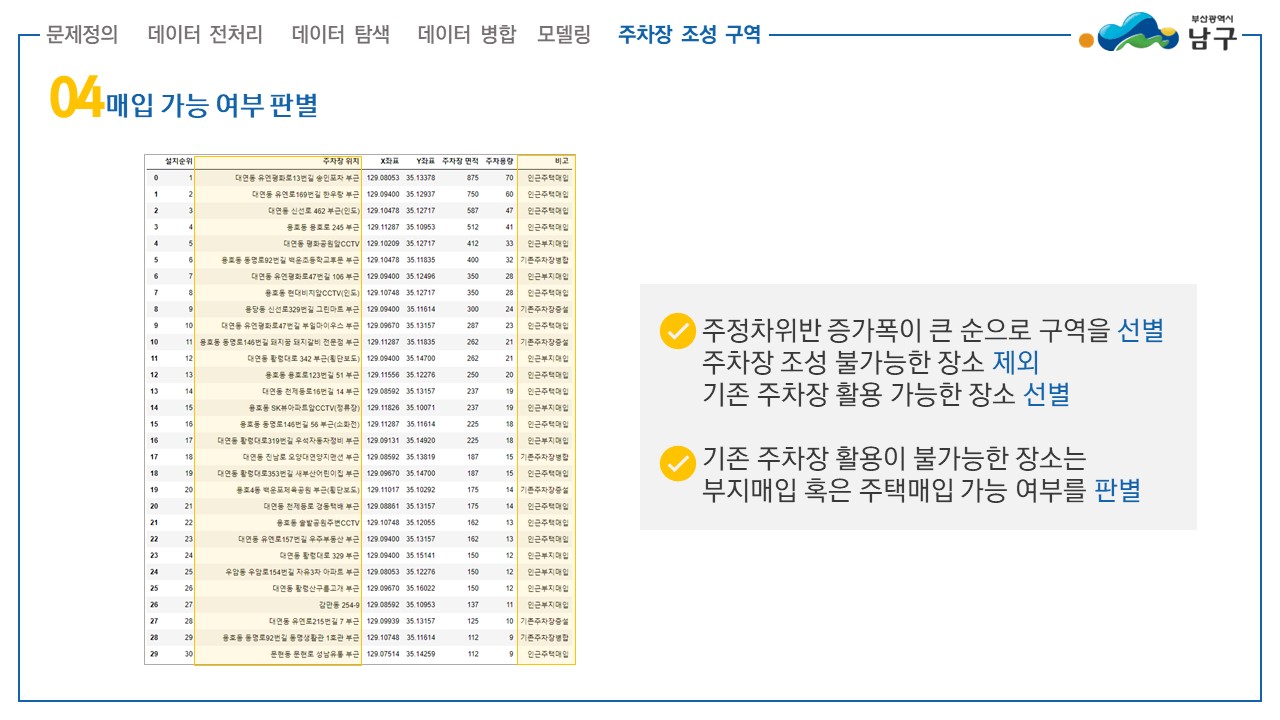 문제정의 데이터 전처리 데이터 탐색 데이터 병합 모델링 주차장 조성 구역
부산광역시
남구
04 매입 가능 여부 판별
설치순위 주차장 위치 X좌표 Y좌표 주차장 면적 주차용량 비고
0 1 대연동 유연평화로13번길 승인포자 부근 129.08053 35.13378 875 70 인근주택매입
1 2 대연동 유연로169번길 한우랑 부근 129.09400 35.12937 750 60 인근주택매입
2 3 대연동 신선로 462 부근(인도) 129.10478 35.12717 587 47 인근주택매입
3 4 용호동 용호로 245 부근 129.11287 35.10953 512 41 인근주택매입
4 5 대연동 평화공원앞CCTV 129.10209 35.12717 412 33 인근부지매입
5 6 용호동 동명로92번길 백운초등학교후문 부근 129.10478 35.11835 400 32 기존주차장병합
6 7 대연동 유연평화로47번길 106 부근 129.09400 35.12496 350 28 인근부지매입
7 8 용호동 현대비치앞CCTV(인도) 129.10748 35.12717 350 28 인근주택매입
8 9 용당동 신선로329번길 그린마트 부근 129.09400 35.11614 300 24 기존주차장증설
9 10 대연동 유연평화로47번길 부일마이우스 부근 129.09670 35.13157 287 23 인근주택매입
10 11 용호동 동명로146번길 돼지꿈 돼지갈비 전문점 부근 129.11287 35.11835 262 21 기존주차장증설
11 12 대연동 황령대로 342 부근(횡단보도) 129.09400 35.14700 262 21 인근부지매입
12 13 용호동 용호로123번길 51 부근 129.11556 35.12276 250 20 인근주택매입
13 14 대연동 천제등로16번길 14 부근 129.08592 35.13157 237 19 인근주택매입
14 15 용호동 SK뷰아파트앞CCTV(정류장) 129.11826 35.10071 237 19 인근부지매입
15 16 용호동 동명로146번길 56 부근(소화전) 129.11287 35.11614 225 18 인근주택매입
16 17 대연동 황령대로319번길 우석자동차정비 부근 129.09131 35.14920 225 18 인근부지매입
17 18 대연동 진남로 오양대연양지맨션 부근 129.08592 35.13819 187 15 기존주차장병합
18 19 대연동 황령대로353번길 새부산어린이집 부근 129.09670 35.14700 187 15 인근주택매입
19 20 용호4동 백운포체육공원 부근(횡단보도) 129.11017 35.10292 175 14 기존주차장증설
20 21 대연동 천제등로 경동택배 부근 129.08861 35.13157 175 14 인근주택매입
21 22 용호동 솔밭공원주변CCTV 129.10748 35.12055 162 13 인근부지매입
22 23 대연동 유연로157번길 우주부동산 부근 129.09400 35.13157 162 13 인근주택매입
23 24 대연동 황령대로 329 부근 129.09400 35.15141 150 12 인근부지매입
24 25 우암동 우암로154번길 자유3차 아파트 부근 129.08053 35.12276 150 12 인근부지매입
25 26 대연동 황령산구름고개 부근 129.09670 35.16022 150 12 인근부지매입
26 27 감만동 254-9 129.08592 35.10953 137 11 인근부지매입
27 28 대연동 유연로215번길 7 부근 129.09939 35.13157 125 10 기존주차장증설
28 29 용호동 동명로92번길 동명생활관 1호관 부근 129.10748 35.11614 112 9 기존주차장병합
29 30 문현동 문현로 성남유통 부근 129.07514 35.14259 112 9 인근주택매입
주정차위반 증가폭이 큰 순으로 구역을 선별
주차장 조성 불가능한 장소 제외
기존 주차장 활용 가능한 장소 선별
기존 주차장 활용이 불가능한 장소는
부지매입 혹은 주택매입 가능 여부를 판별